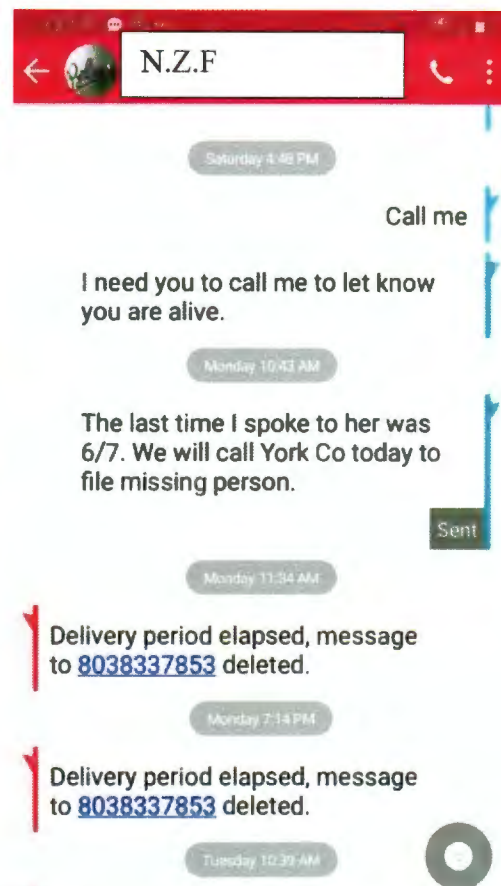 N.Z.F
Saturday 4:48 PM
Call me
I need you to call me to let know
you are alive.
Monday 10:43 AM
The last time I spoke to her was
6/7. We will call York Co today to
file missing person.
Sent
Monday 11:34 AM
Delivery period elapsed, message
to 8038337853 deleted.
Monday 7:14 PM
Delivery period elapsed, message
to 8038337853 deleted.
Tuesday 10:39 AM